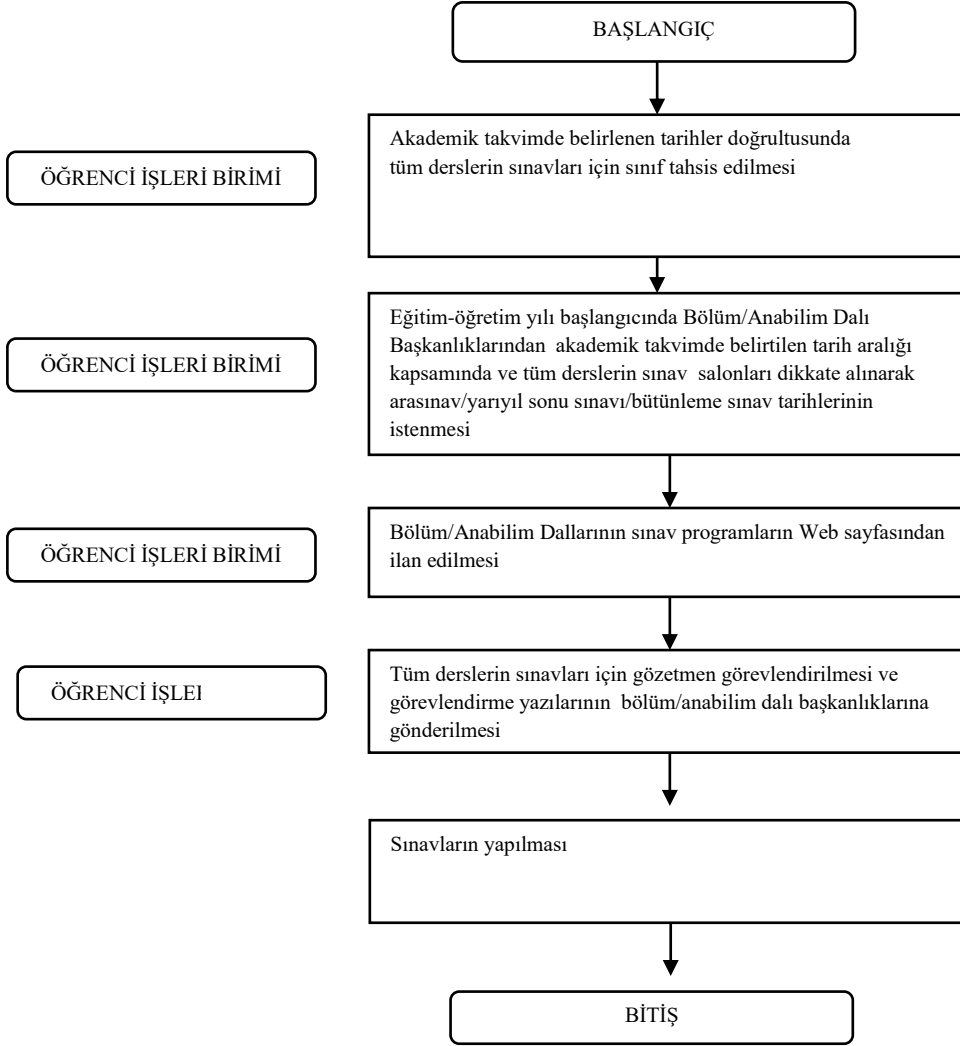 BAŞLANGIÇ
ÖĞRENCİ İŞLERİ BİRİMİ
Akademik takvimde belirlenen tarihler doğrultusunda
tüm derslerin sınavları için sınıf tahsis edilmesi
ÖĞRENCİ İŞLERİ BİRİMİ
Eğitim-öğretim yılı başlangıcında Bölüm/Anabilim Dalı
Başkanlıklarından akademik takvimde belirtilen tarih aralığı
kapsamında ve tüm derslerin sınav salonları dikkate alınarak
arasınav/yarıyıl sonu sınavı/bütünleme sınav tarihlerinin
istenmesi
ÖĞRENCİ İŞLERİ BİRİMİ
Bölüm/Anabilim Dallarının sınav programların Web sayfasından
ilan edilmesi
ÖĞRENCİ
Tüm derslerin sınavları için gözetmen görevlendirilmesi ve
görevlendirme yazılarının bölüm/anabilim dalı başkanlıklarına
gönderilmesi
Sınavların yapılması
BİTİŞ